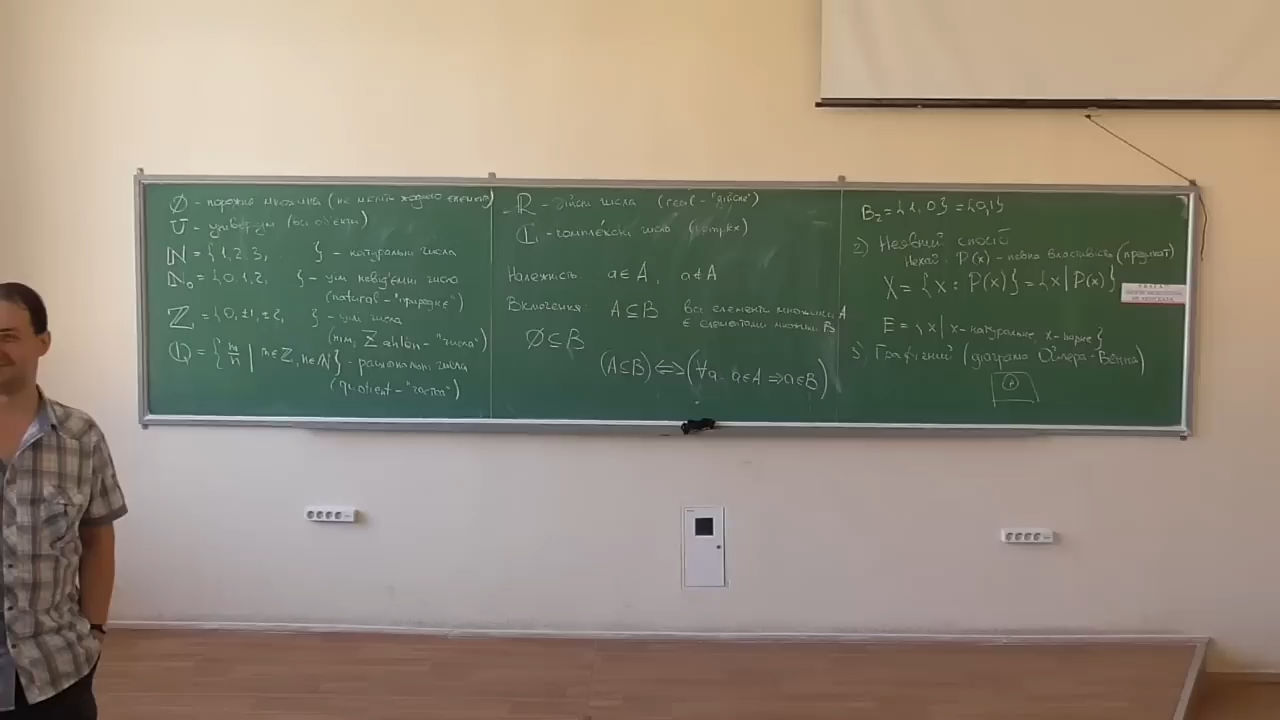 ∅ - порожня множина (не містить жодного елемента)
U - універсум (всі об'єкти)
ℕ = {1, 2, 3, ... } - натуральні числа
ℕ₀ = {0, 1, 2, } - цілі невід'ємні числа
(natural - "природнє")
ℤ = {0, ±1, ±2, } - цілі числа
(нім. Zahlen - "числа")
ℚ = {m/n | m∈ℤ, n∈ℕ} - раціональні числа
(quotient - "частка")
ℝ - дійсні числа (real - "дійсне")
ℂ - комплексні числа (complex)
Належність: a ∈ A, a ∉ A
Включення: A ⊆ B всі елементи множини A
є елементами множини B
∅ ⊆ B
(A⊆B) ⟺ (∀a. a∈A ⇒ a∈B)
B₂ = {1, 0} = {0, 1}
2) Неявний спосіб
Нехай P(x) - певна властивість (предикат)
X = {x : P(x)} = {x | P(x)}
E = {x | x - натуральне, x - парне}
3) Графічний (діаграма Ойлера-Венна)